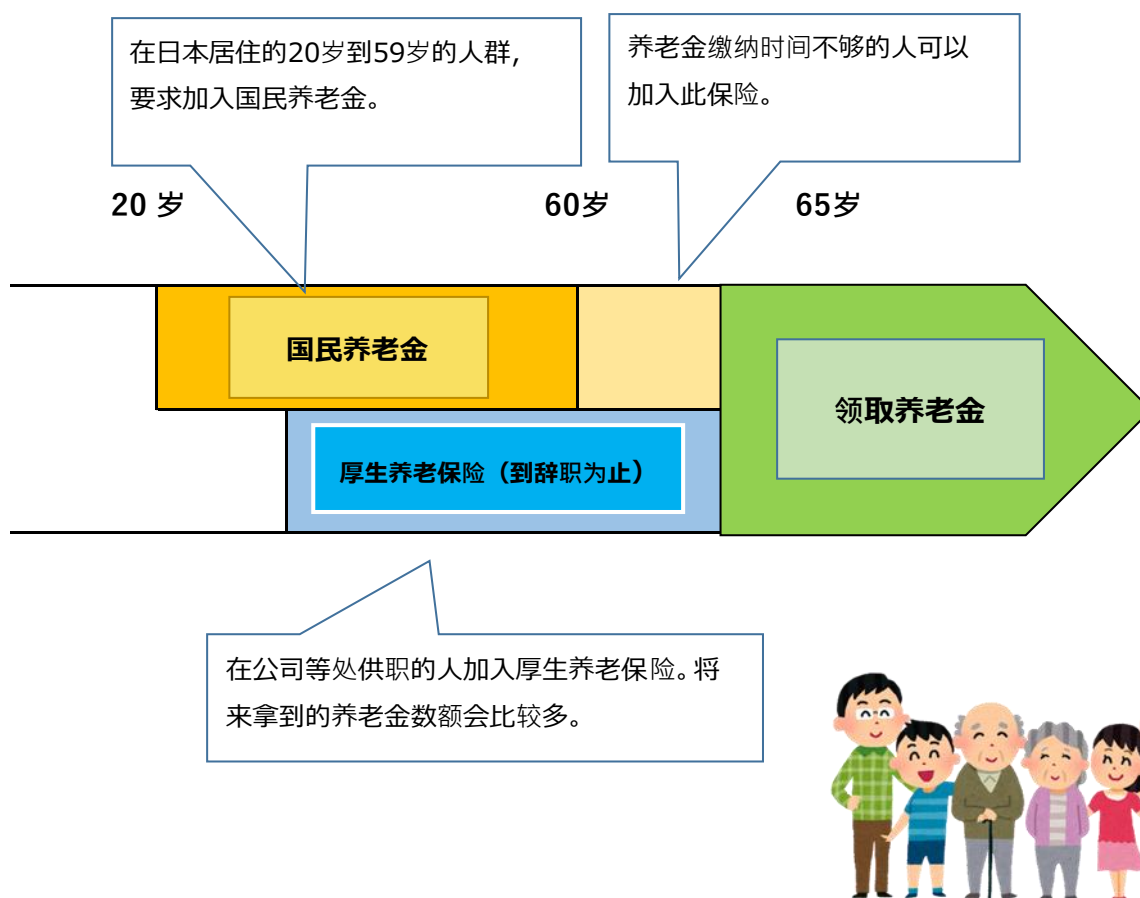 在日本居住的20岁到59岁的人群,
要求加入国民养老金。
养老金缴纳时间不够的人可以
加入此保险。
20 岁
60岁
65岁
国民养老金
领取养老金
厚生养老保险（到辞职为止）
在公司等处供职的人加入厚生养老保险。将
来拿到的养老金数额会比较多。